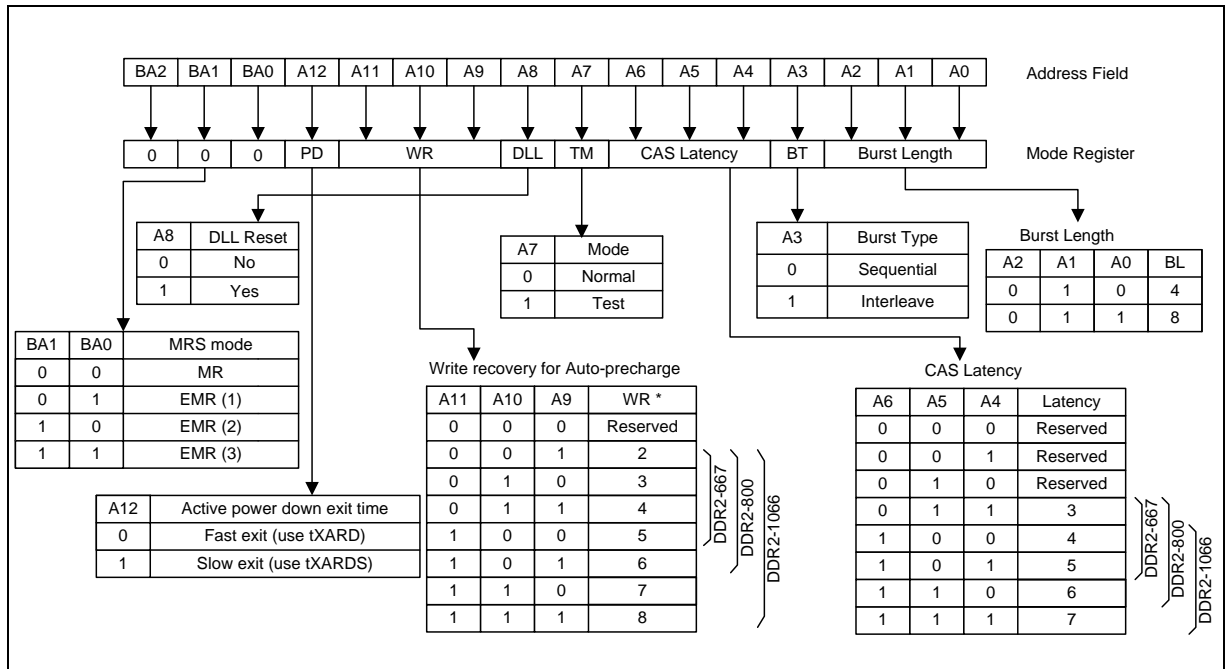 BA2 BA1 BA0 A12 A11 A10 A9 A8 A7 A6 A5 A4 A3 A2 A1 A0 Address Field
0 0 0 PD WR DLL TM CAS Latency BT Burst Length Mode Register
A8 DLL Reset
0 No
1 Yes
A7 Mode
0 Normal
1 Test
A3 Burst Type
0 Sequential
1 Interleave
Burst Length
A2 A1 A0 BL
0 1 0 4
0 1 1 8
BA1 BA0 MRS mode
0 0 MR
0 1 EMR (1)
1 0 EMR (2)
1 1 EMR (3)
A12 Active power down exit time
0 Fast exit (use tXARD)
1 Slow exit (use tXARDS)
Write recovery for Auto-precharge
A11 A10 A9 WR *
0 0 0 Reserved
0 0 1 2
0 1 0 3
0 1 1 4
1 0 0 5
1 0 1 6
1 1 0 7
1 1 1 8
DDR2-667
DDR2-800
DDR2-1066
CAS Latency
A6 A5 A4 Latency
0 0 0 Reserved
0 0 1 Reserved
0 1 0 Reserved
0 1 1 3
1 0 0 4
1 0 1 5
1 1 0 6
1 1 1 7
DDR2-667
DDR2-800
DDR2-1066